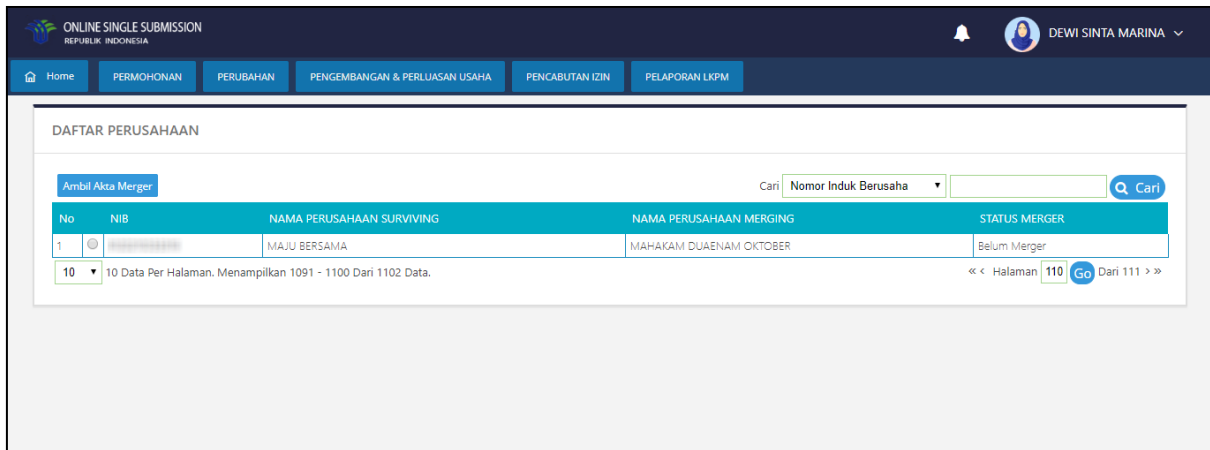 ONLINE SINGLE SUBMISSION
REPUBLIK INDONESIA
DEWI SINTA MARINA
Home PERMOHONAN PERUBAHAN PENGEMBANGAN & PERLUASAN USAHA PENCABUTAN IZIN PELAPORAN LKPM
DAFTAR PERUSAHAAN
Ambil Akta Merger Cari Nomor Induk Berusaha Cari
No NIB NAMA PERUSAHAAN SURVIVING NAMA PERUSAHAAN MERGING STATUS MERGER
1 MAJU BERSAMA MAHAKAM DUAENAM OKTOBER Belum Merger
10 10 Data Per Halaman. Menampilkan 1091 - 1100 Dari 1102 Data. « < Halaman 110 Go Dari 111 > »